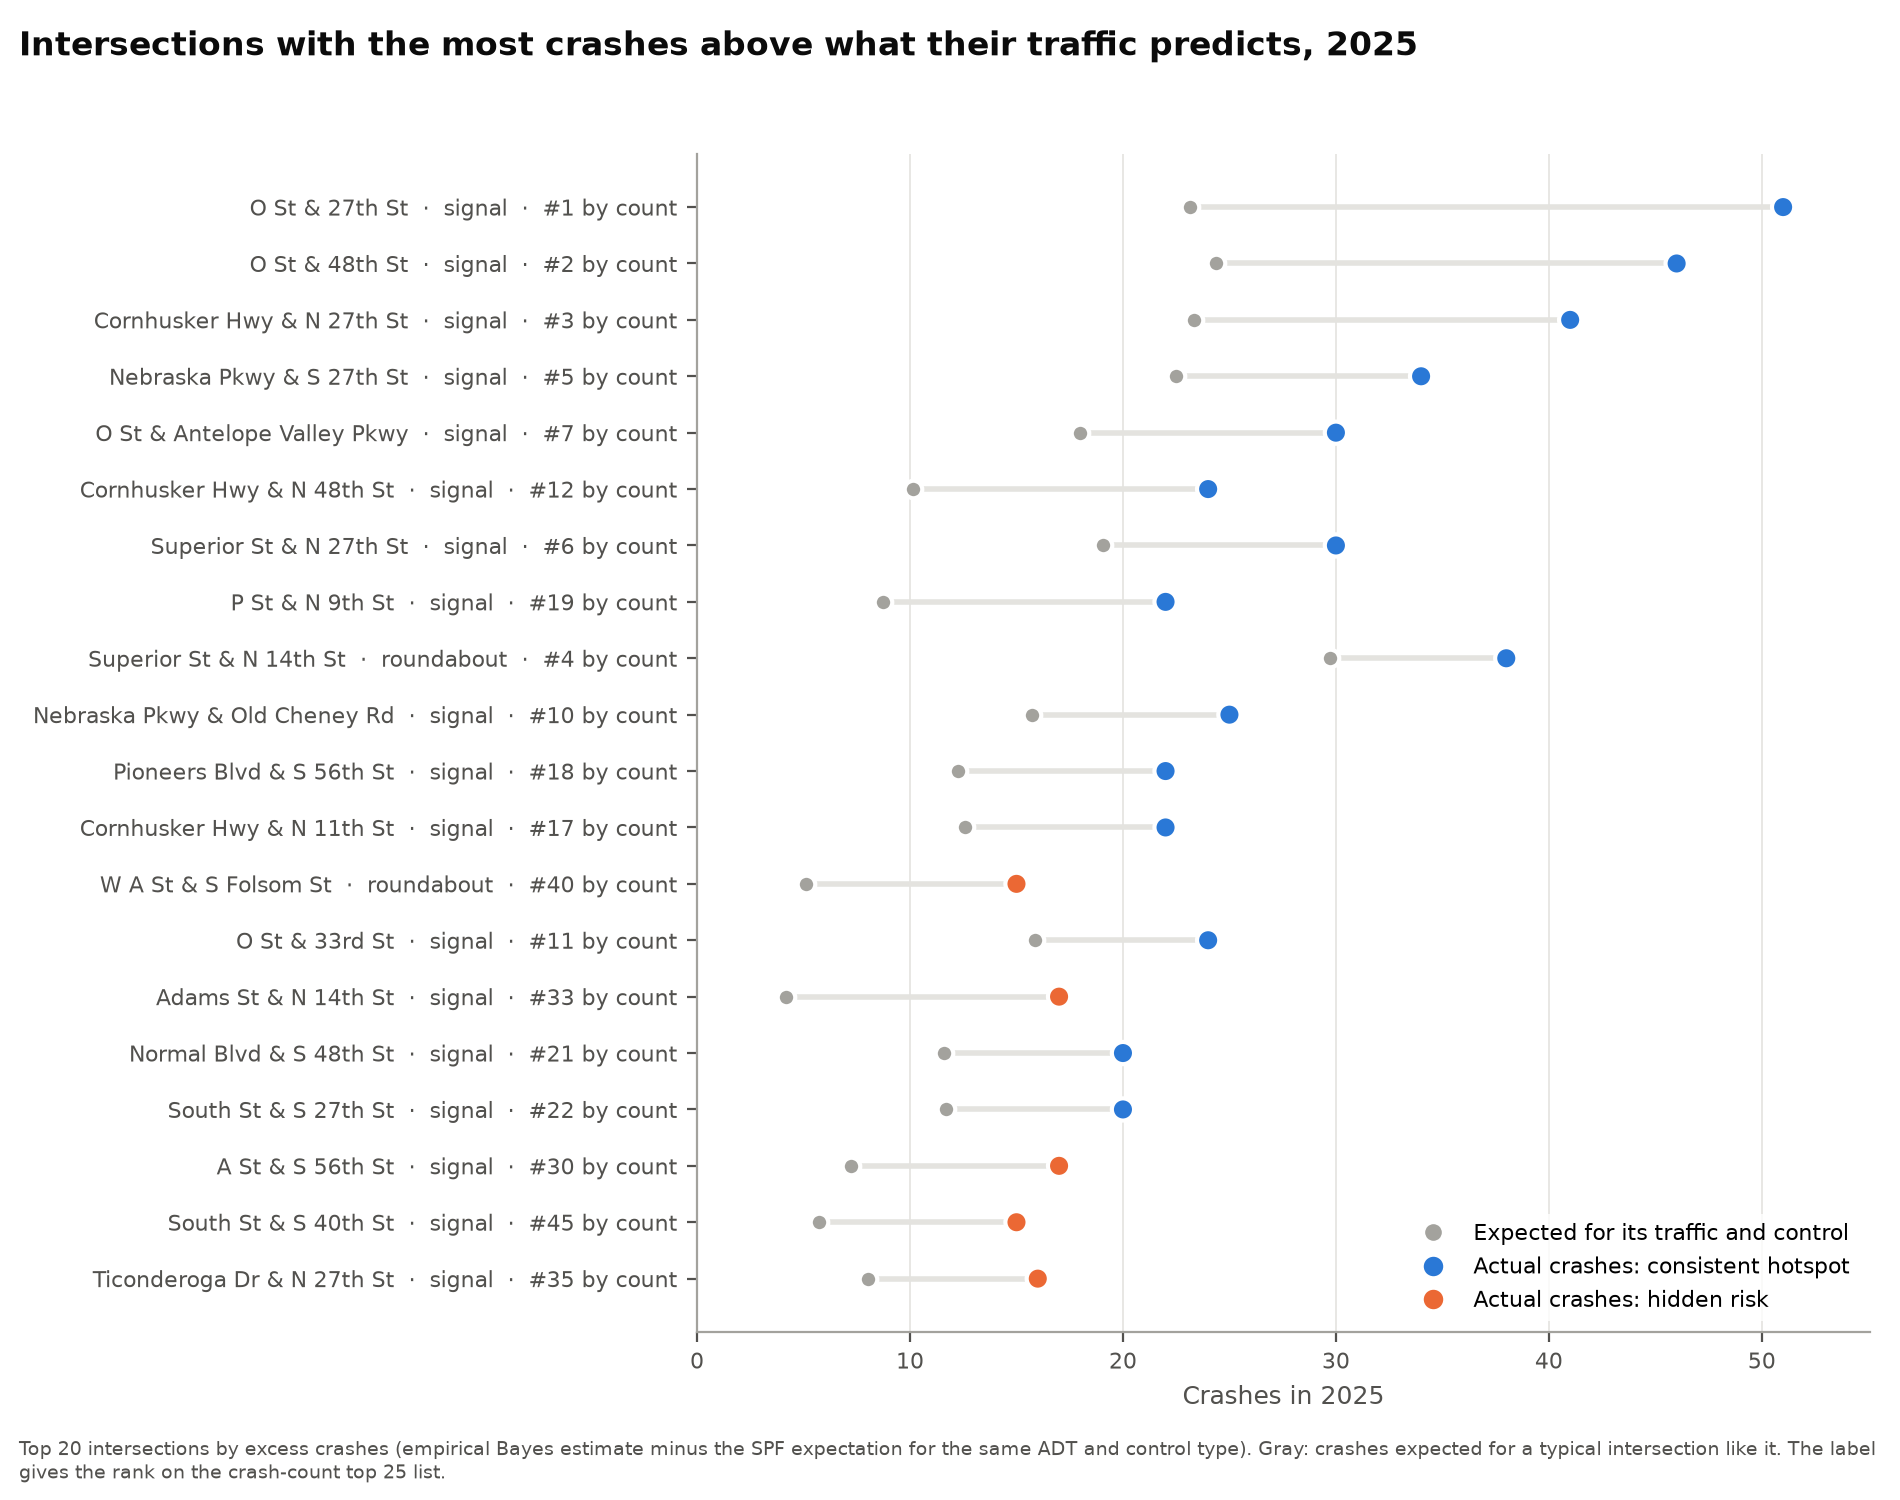 Intersections with the most crashes above what their traffic predicts, 2025
O St & 27th St · signal · #1 by count
O St & 48th St · signal · #2 by count
Cornhusker Hwy & N 27th St · signal · #3 by count
Nebraska Pkwy & S 27th St · signal · #5 by count
O St & Antelope Valley Pkwy · signal · #7 by count
Cornhusker Hwy & N 48th St · signal · #12 by count
Superior St & N 27th St · signal · #6 by count
P St & N 9th St · signal · #19 by count
Superior St & N 14th St · roundabout · #4 by count
Nebraska Pkwy & Old Cheney Rd · signal · #10 by count
Pioneers Blvd & S 56th St · signal · #18 by count
Cornhusker Hwy & N 11th St · signal · #17 by count
W A St & S Folsom St · roundabout · #40 by count
O St & 33rd St · signal · #11 by count
Adams St & N 14th St · signal · #33 by count
Normal Blvd & S 48th St · signal · #21 by count
South St & S 27th St · signal · #22 by count
A St & S 56th St · signal · #30 by count
South St & S 40th St · signal · #45 by count
Ticonderoga Dr & N 27th St · signal · #35 by count
Expected for its traffic and control
Actual crashes: consistent hotspot
Actual crashes: hidden risk
0 10 20 30 40 50
Crashes in 2025
Top 20 intersections by excess crashes (empirical Bayes estimate minus the SPF expectation for the same ADT and control type). Gray: crashes expected for a typical intersection like it. The label
gives the rank on the crash-count top 25 list.